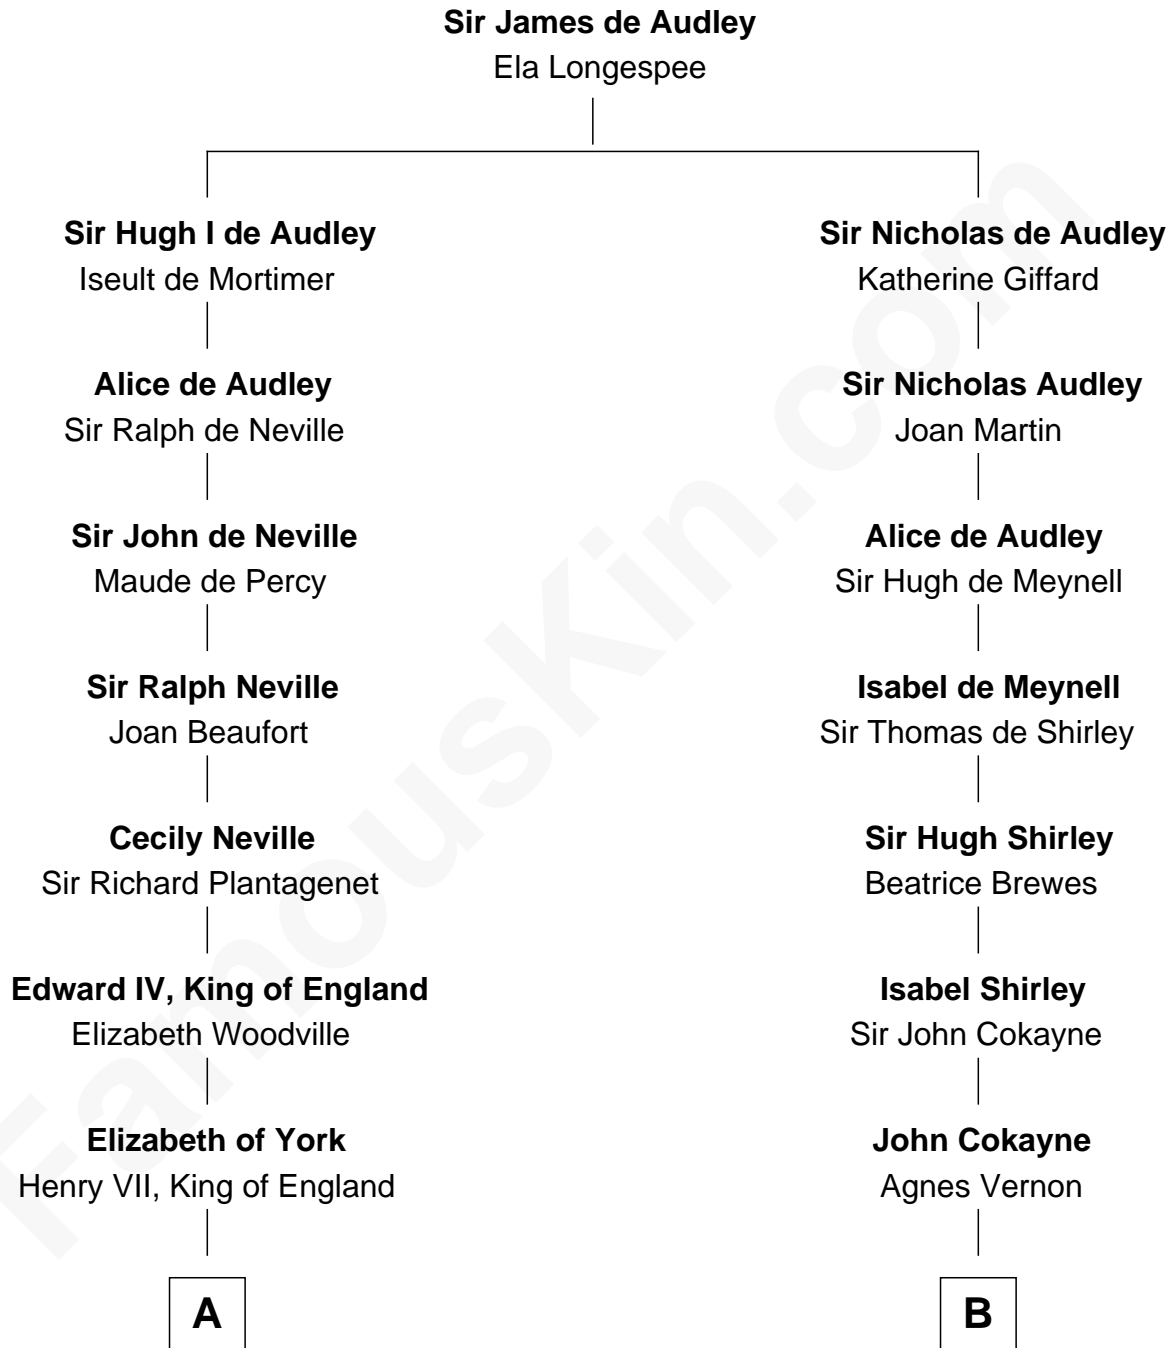 Sir James de Audley
Ela Longespee
Sir Hugh I de Audley
Iseult de Mortimer
Sir Nicholas de Audley
Katherine Giffard
Alice de Audley
Sir Ralph de Neville
Sir Nicholas Audley
Joan Martin
Sir John de Neville
Maude de Percy
Alice de Audley
Sir Hugh de Meynell
Sir Ralph Neville
Joan Beaufort
Isabel de Meynell
Sir Thomas de Shirley
Cecily Neville
Sir Richard Plantagenet
Sir Hugh Shirley
Beatrice Brewes
Edward IV, King of England
Elizabeth Woodville
Isabel Shirley
Sir John Cokayne
Elizabeth of York
Henry VII, King of England
John Cokayne
Agnes Vernon
A
B
FamousKin.com